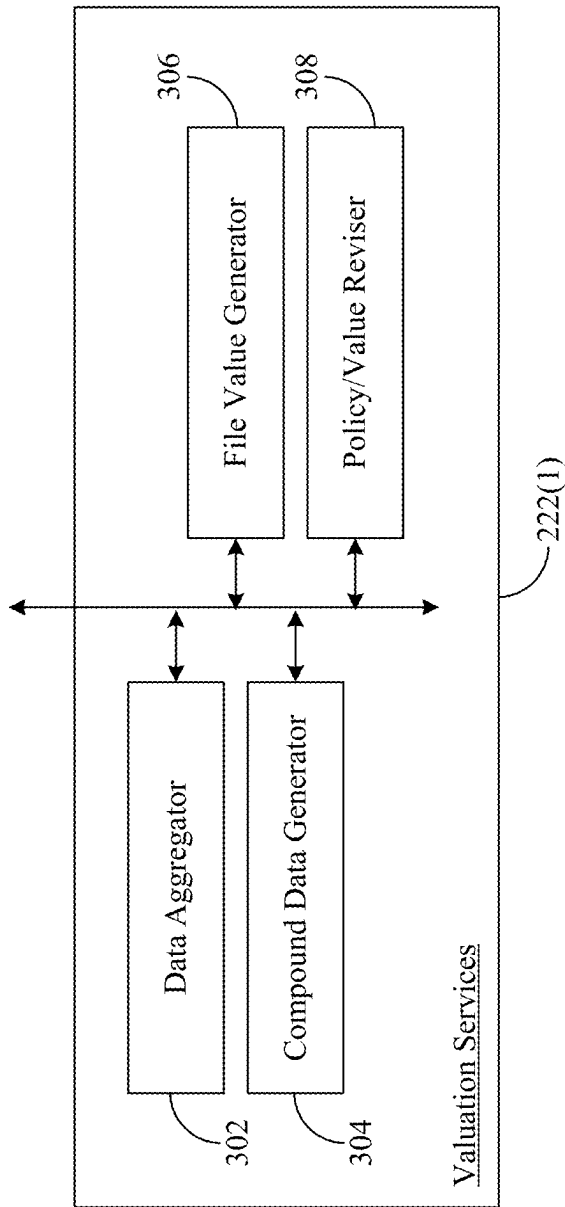 302
Data Aggregator
304
Compound Data Generator
306
File Value Generator
308
Policy/Value Reviser
Valuation Services
222(1)